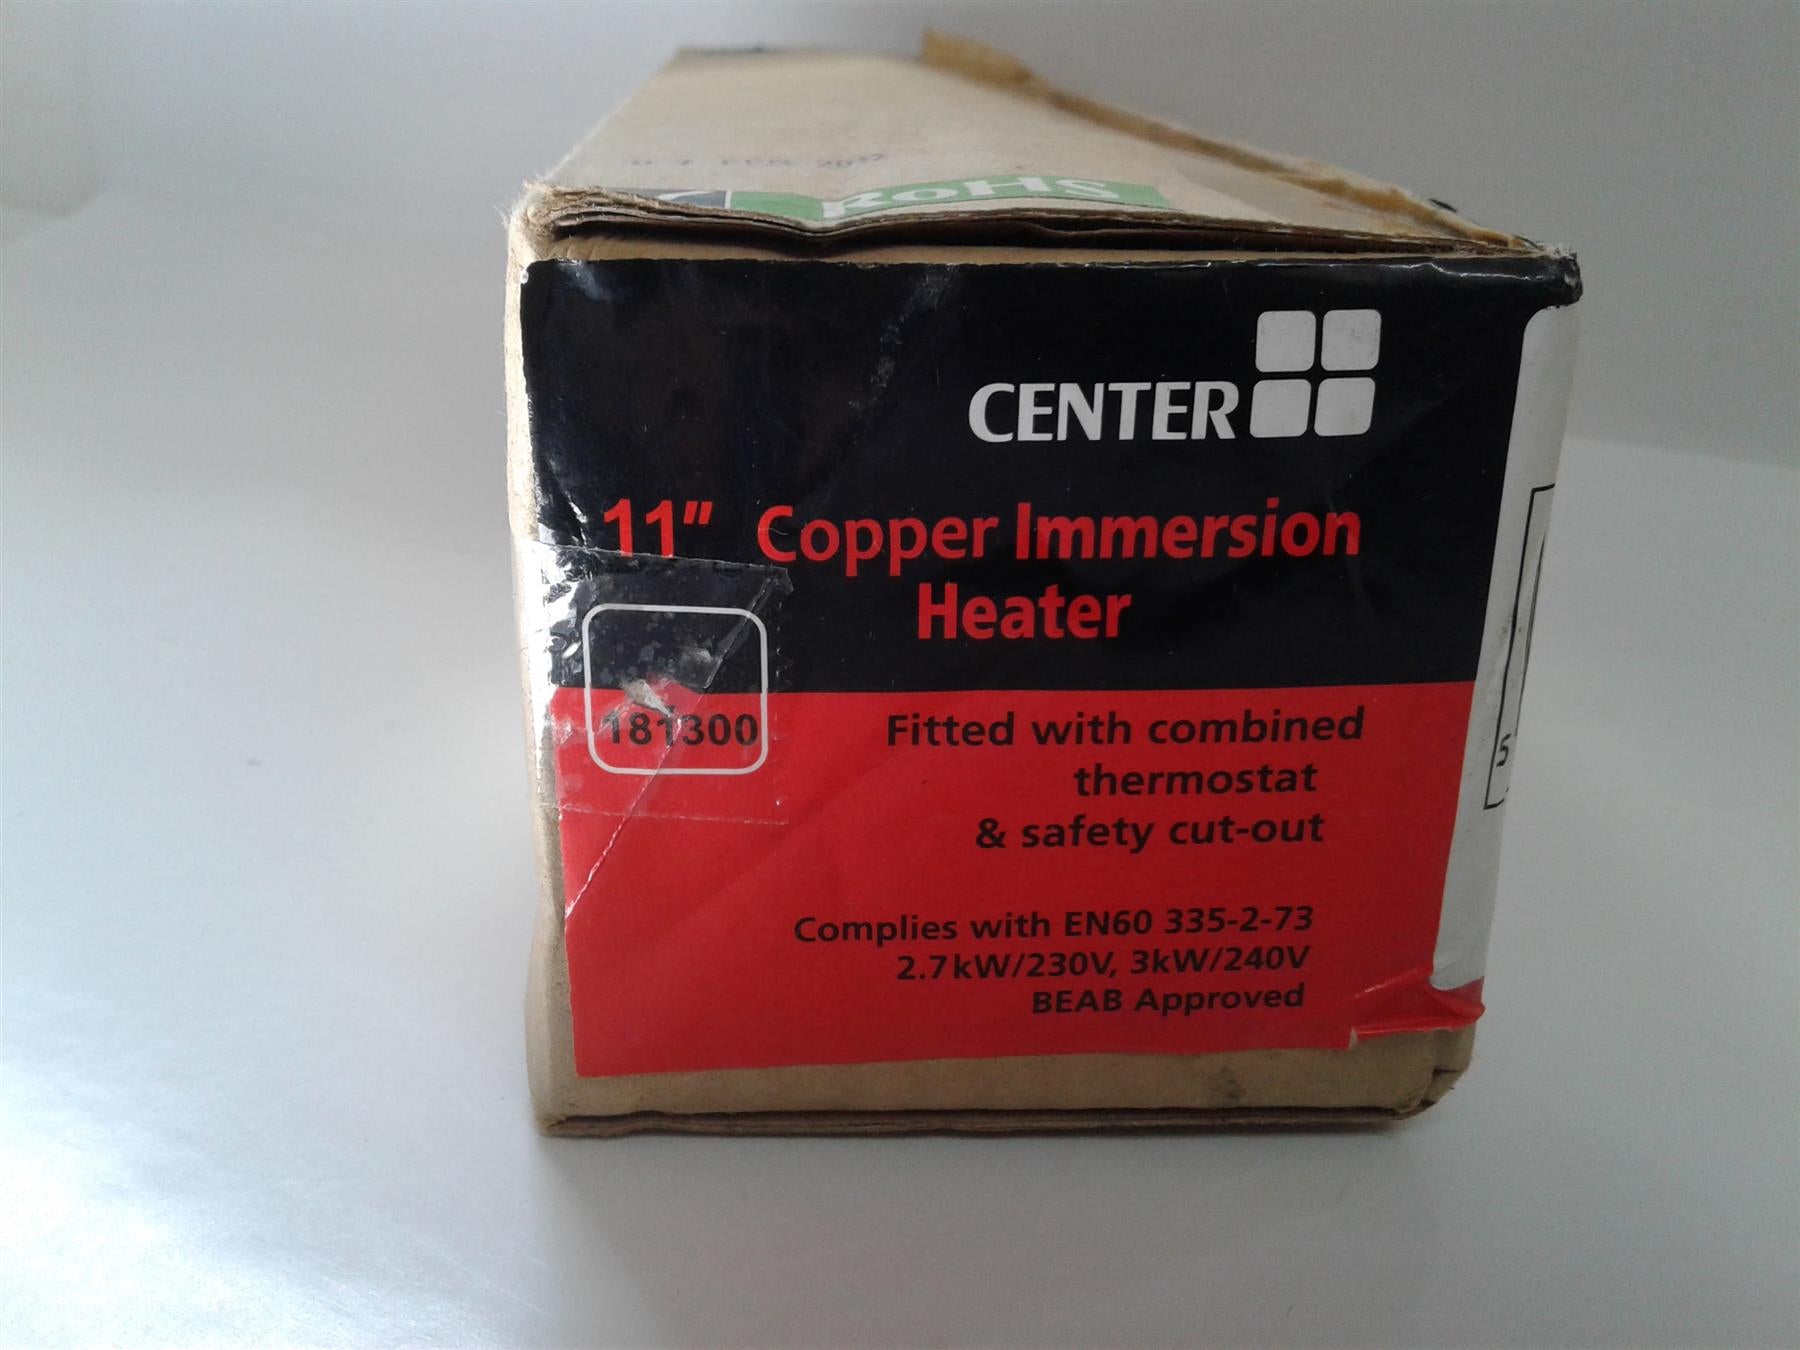 RoHS
CENTER
11" Copper Immersion
Heater
181300
Fitted with combined
thermostat
& safety cut-out
Complies with EN60 335-2-73
2.7kW/230V, 3kW/240V
BEAB Approved
5